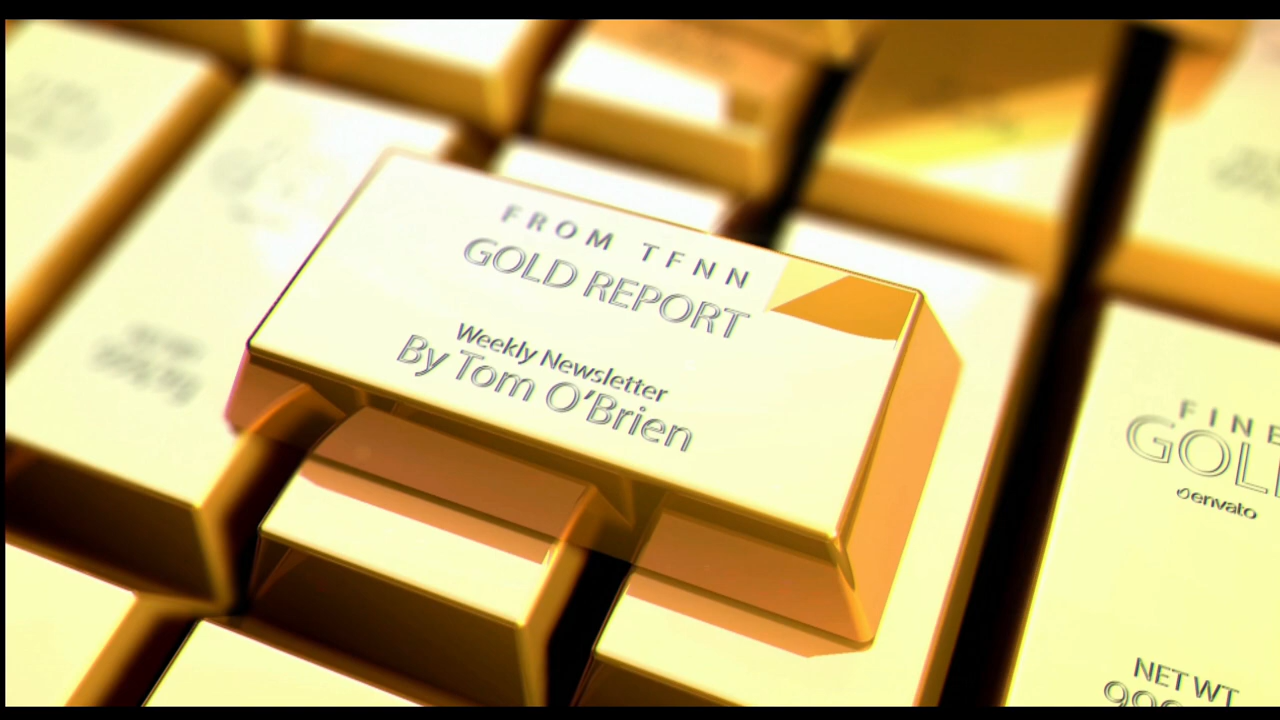 FROM TFNN
GOLD REPORT
Weekly Newsletter
By Tom O'Brien
FINE
GOLD
envato
NET WT